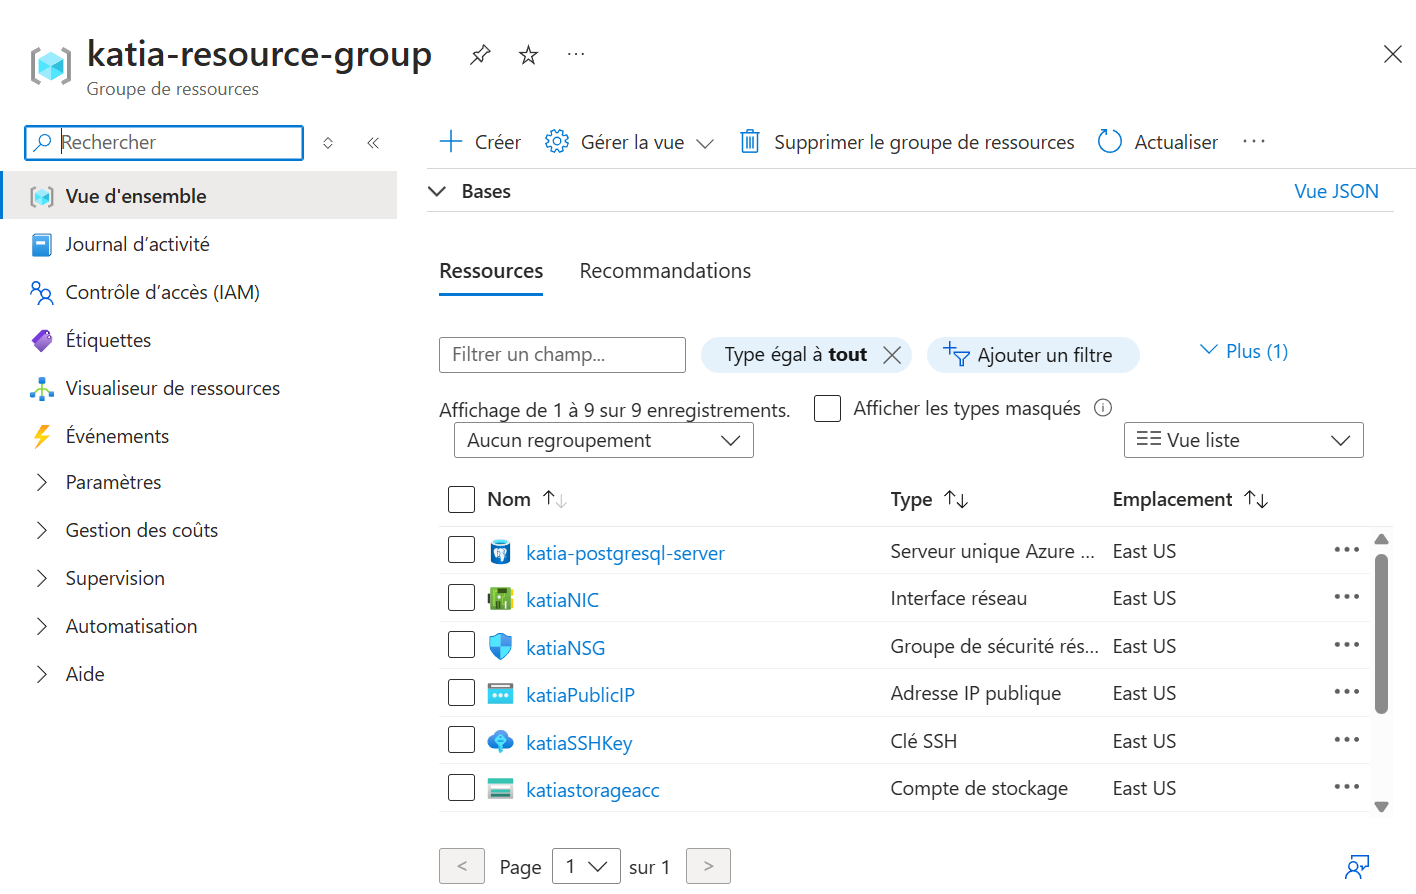 katia-resource-group
Groupe de ressources
Rechercher
Créer
Gérer la vue
Supprimer le groupe de ressources
Actualiser
Vue d'ensemble
Journal d’activité
Contrôle d’accès (IAM)
Étiquettes
Visualiseur de ressources
Événements
Paramètres
Gestion des coûts
Supervision
Automatisation
Aide
Bases
Vue JSON
Ressources
Recommandations
Filtrer un champ...
Type égal à tout
Ajouter un filtre
Plus (1)
Affichage de 1 à 9 sur 9 enregistrements.
Afficher les types masqués
Aucun regroupement
Vue liste
Nom Type Emplacement
katia-postgresql-server Serveur unique Azure ... East US
katiaNIC Interface réseau East US
katiaNSG Groupe de sécurité rés... East US
katiaPublicIP Adresse IP publique East US
katiaSSHKey Clé SSH East US
katiastorageacc Compte de stockage East US
< Page 1 sur 1 >